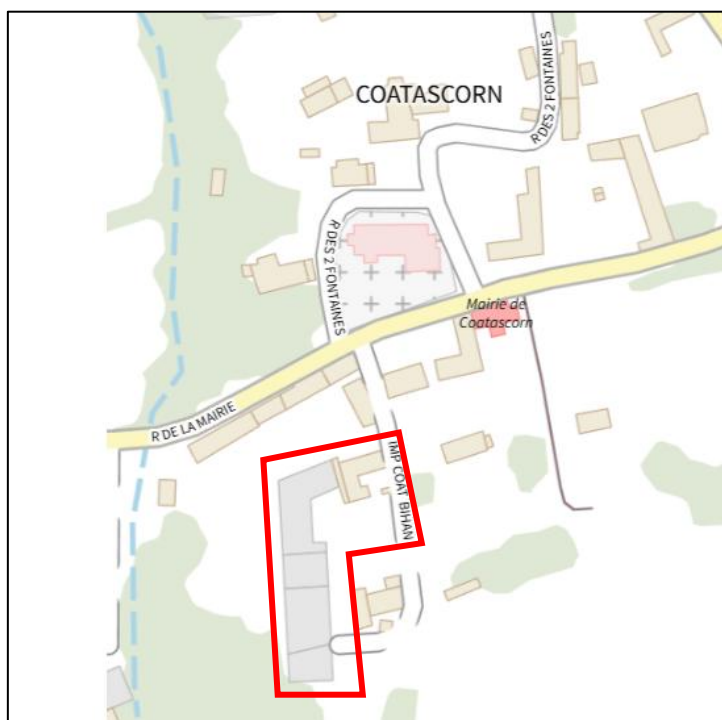 COATASCORN
R DES 2 FONTAINES
R DES 2 FONTAINES
Mairie de
Coatascorn
R DE LA MAIRIE
IMP COAT BIHAN